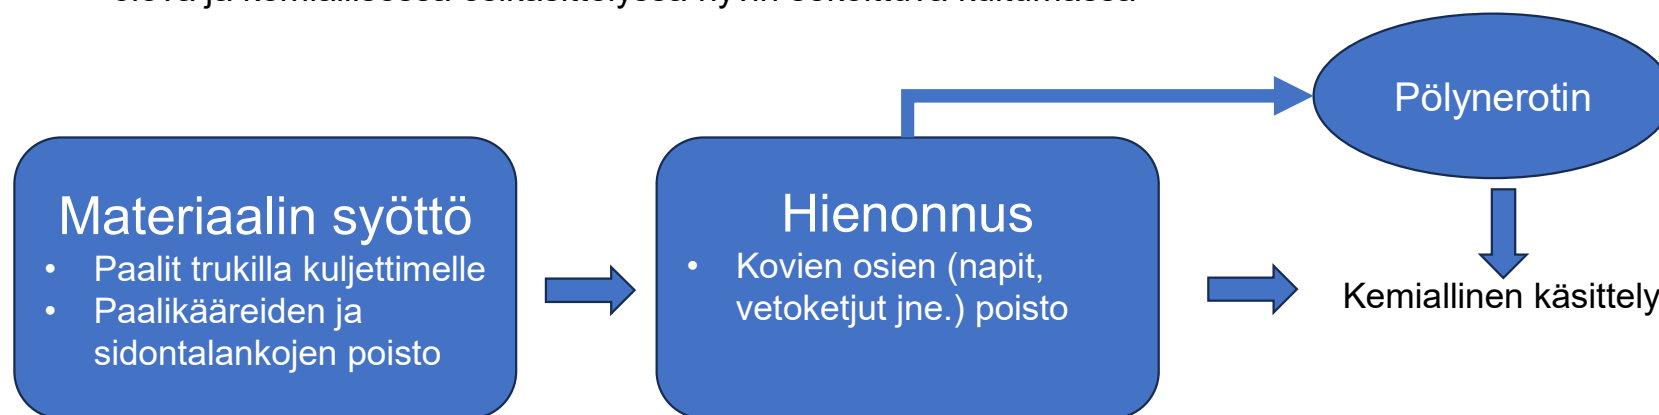 Pölynerotin
Materiaalin syöttö
• Paalit trukilla kuljettimelle
• Paalikääreiden ja
sidontalankojen poisto
Hienonnus
• Kovien osien (napit,
vetoketjut jne.) poisto
Kemiallinen käsittely